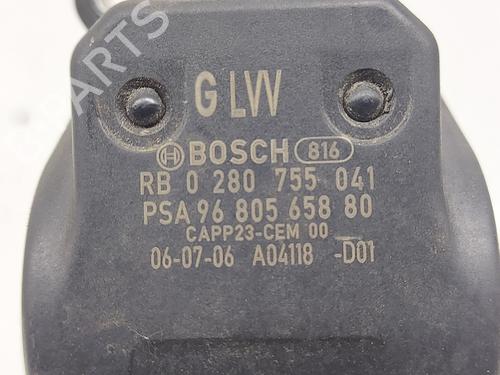 G LVV
BOSCH 816
RB 0 280 755 041
PSA 96 805 658 80
CAPP23-CEM 00
06-07-06 A04118 -D01